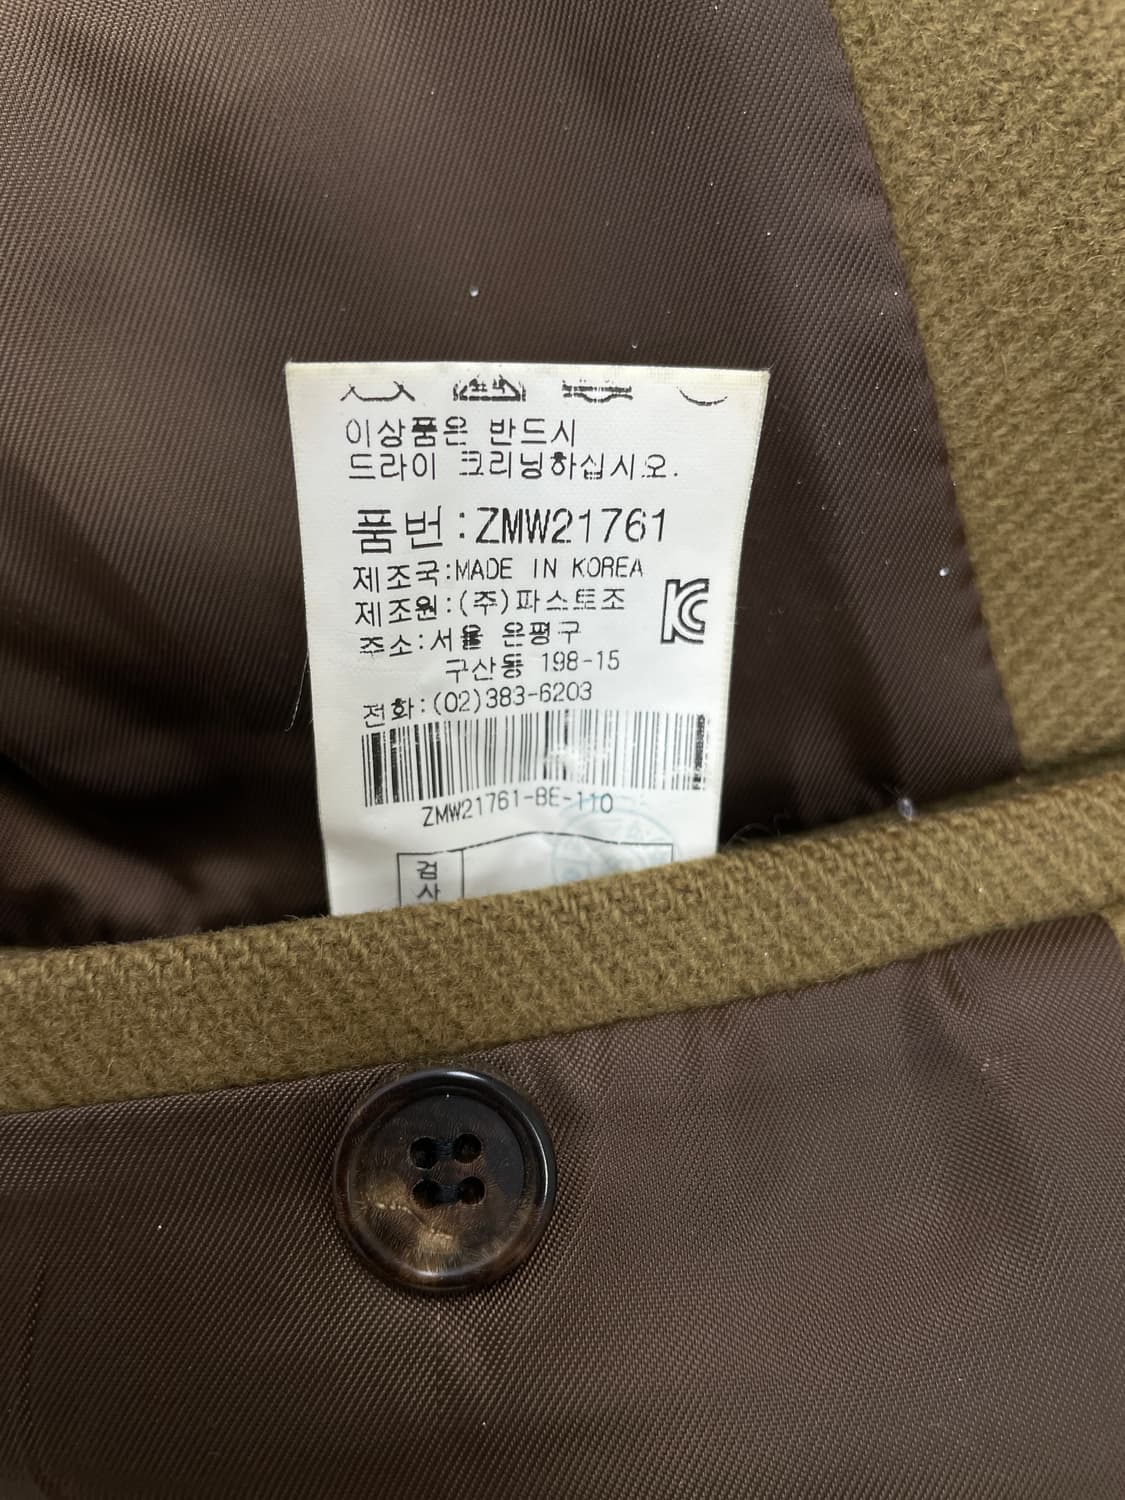 이상품은 반드시
드라이 크리닝하십시오.
품번:ZMW21761
제조국:MADE IN KOREA
제조원:(주)파스토조
주소:서울 은평구
구산동 198-15
전화:(02)383-6203
ZMW21761-BE-110
검
사